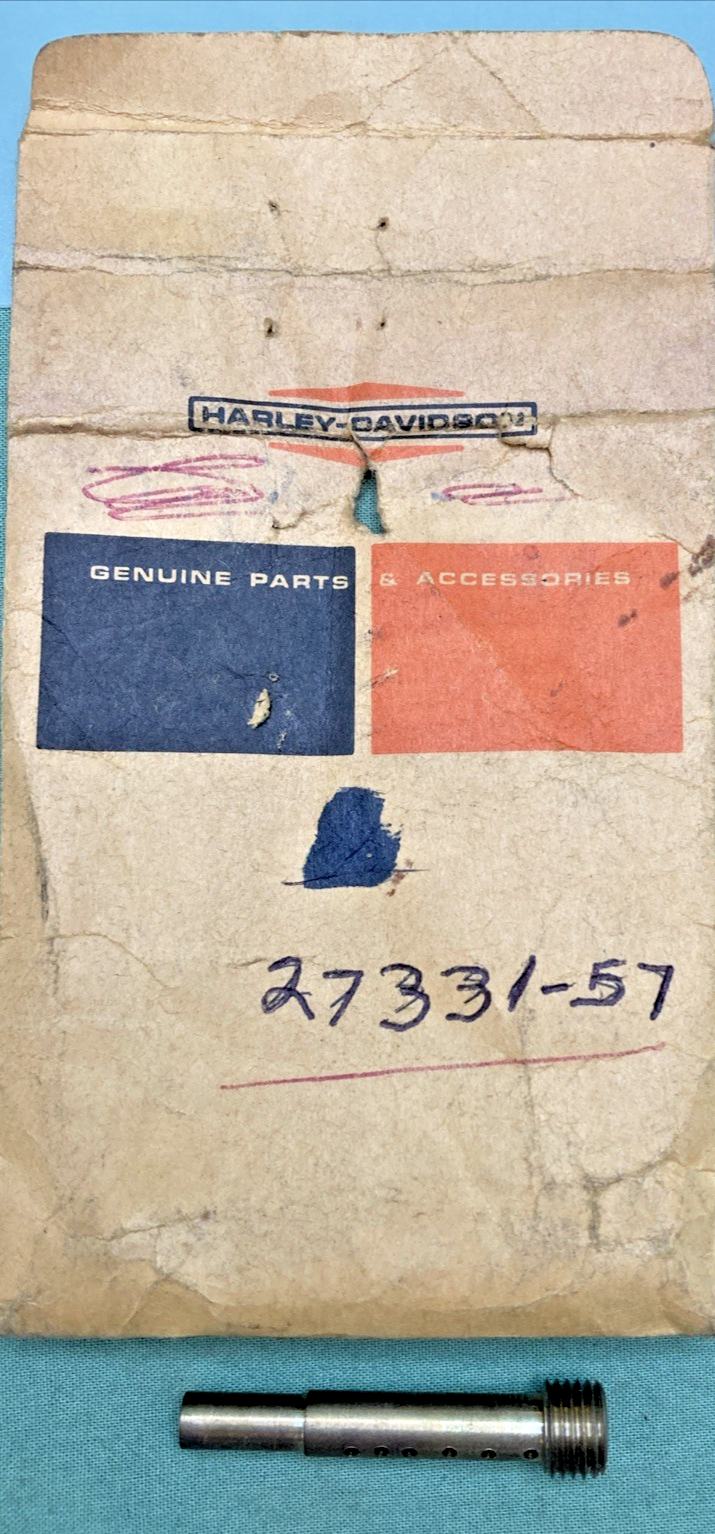 HARLEY-DAVIDSON
GENUINE PARTS & ACCESSORIES
27331-57